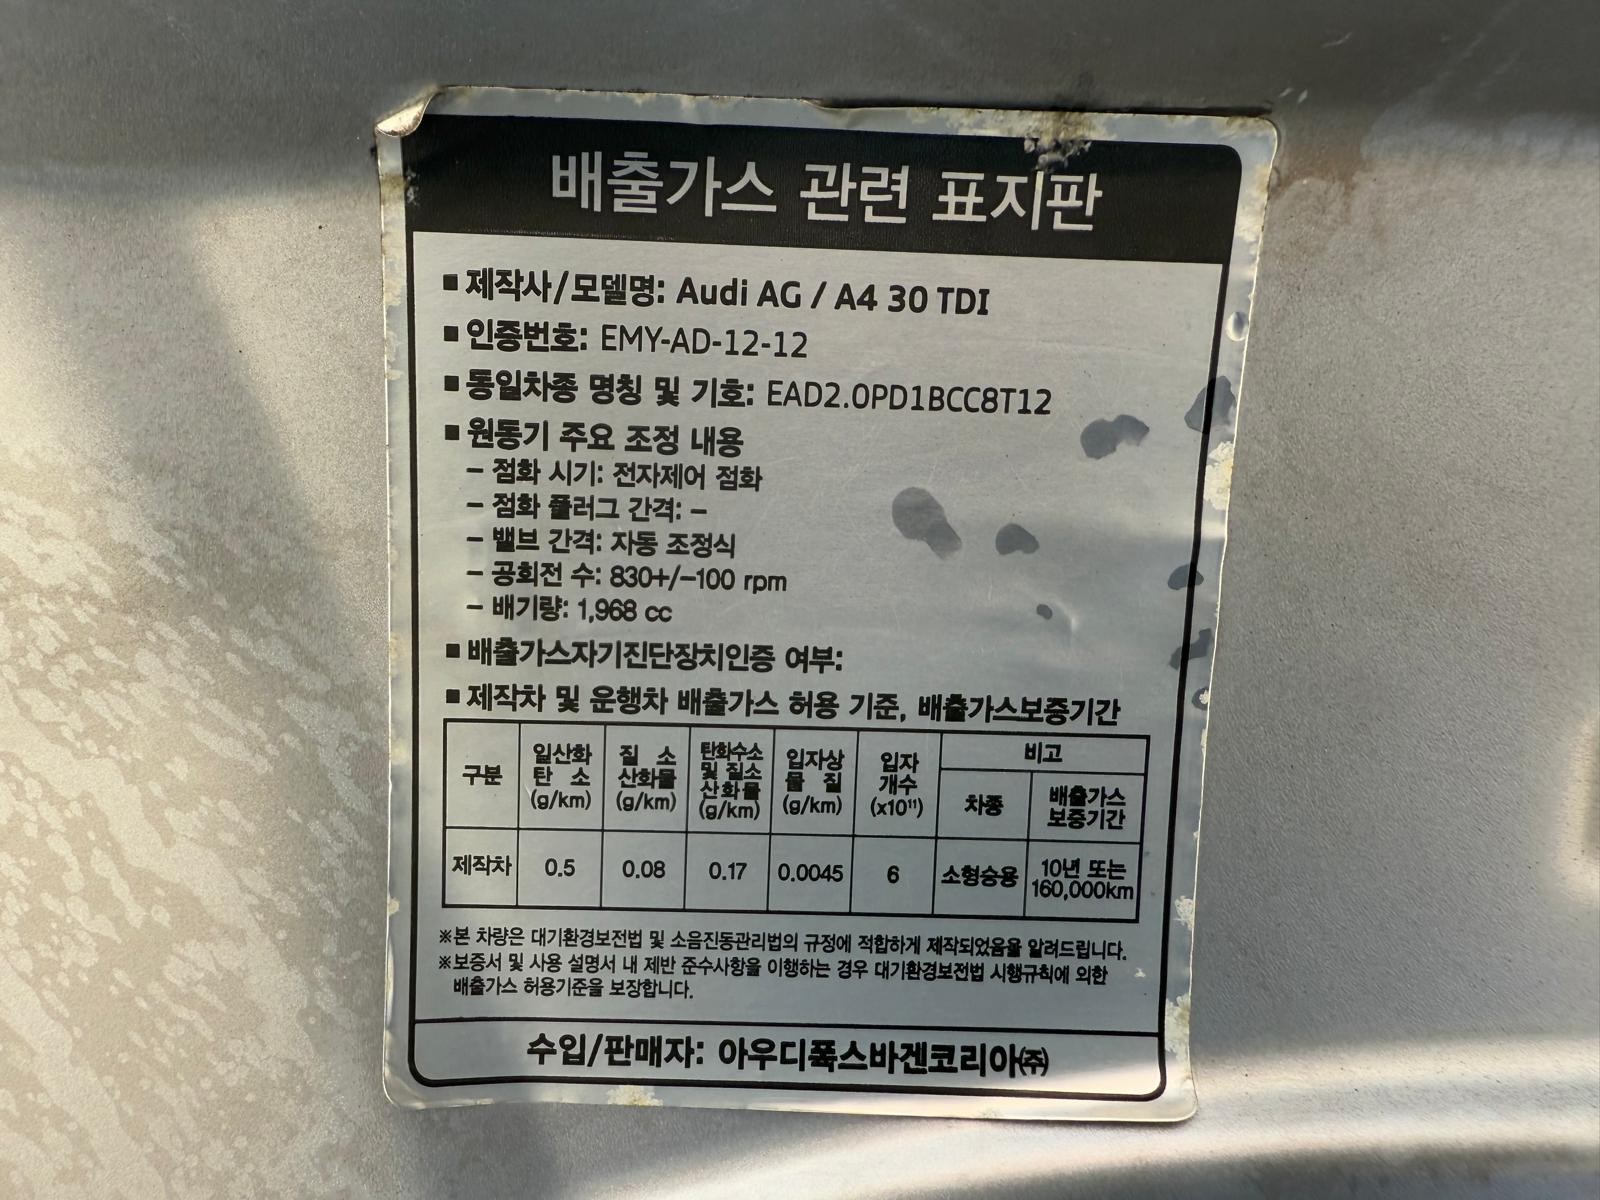 배출가스 관련 표지판
■ 제작사/모델명: Audi AG / A4 30 TDI
■ 인증번호: EMY-AD-12-12
■ 동일차종 명칭 및 기호: EAD2.0PD1BCC8T12
■ 원동기 주요 조정 내용
– 점화 시기: 전자제어 점화
– 점화 플러그 간격: –
– 밸브 간격: 자동 조정식
– 공회전 수: 830+/−100 rpm
– 배기량: 1,968 cc
■ 배출가스자기진단장치인증 여부:
■ 제작차 및 운행차 배출가스 허용 기준, 배출가스보증기간
구분 일산화 탄 소 (g/km) 질 소 산화물 (g/km) 탄화수소 및 질소 산화물 (g/km) 입자상 물 질 (g/km) 입자 개수 (x10¹¹) 비고
차종 배출가스 보증기간
제작차 0.5 0.08 0.17 0.0045 6 소형승용 10년 또는 160,000km
※본 차량은 대기환경보전법 및 소음진동관리법의 규정에 적합하게 제작되었음을 알려드립니다.
※보증서 및 사용 설명서 내 제반 준수사항을 이행하는 경우 대기환경보전법 시행규칙에 의한
배출가스 허용기준을 보장합니다.
수입/판매자: 아우디폭스바겐코리아㈜